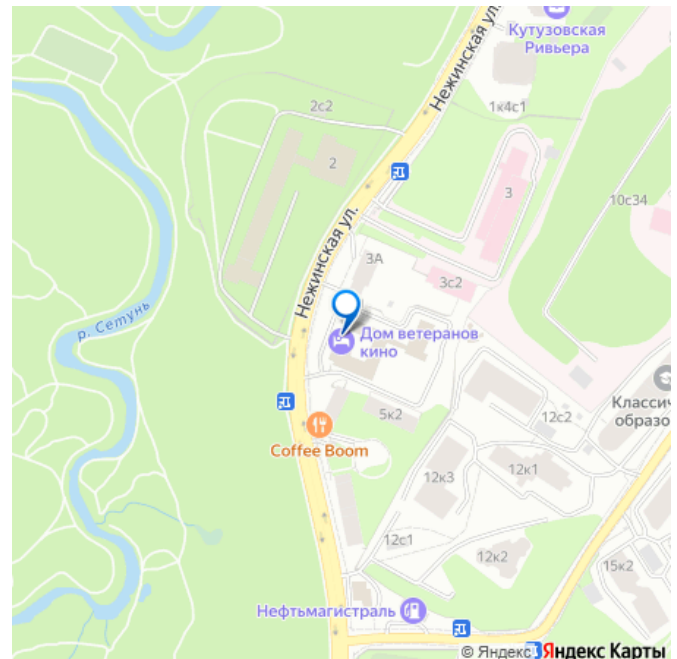 Кутузовская
Ривьера
Нежинская ул.
1к4с1
2с2
2
3
10с34
Нежинская ул.
3А
3с2
р. Сетунь
Дом ветеранов
кино
Классич
образо
5к2
12с2
Coffee Boom
12к3
12к1
12с1
12к2
15к2
Нефтьмагистраль
© Яндекс Яндекс Карты